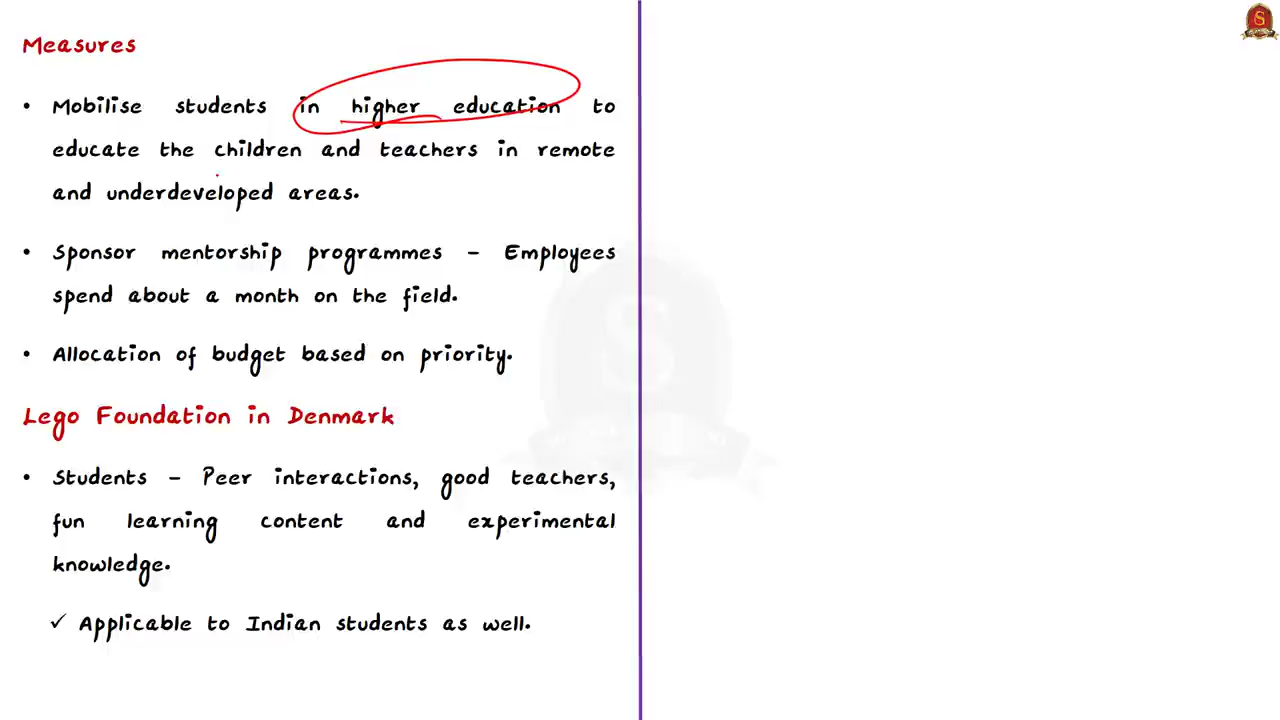 Measures
• Mobilise students in higher education to
educate the children and teachers in remote
and underdeveloped areas.
• Sponsor mentorship programmes - Employees
spend about a month on the field.
• Allocation of budget based on priority.
Lego Foundation in Denmark
• Students - Peer interactions, good teachers,
fun learning content and experimental
knowledge.
✓ Applicable to Indian students as well.